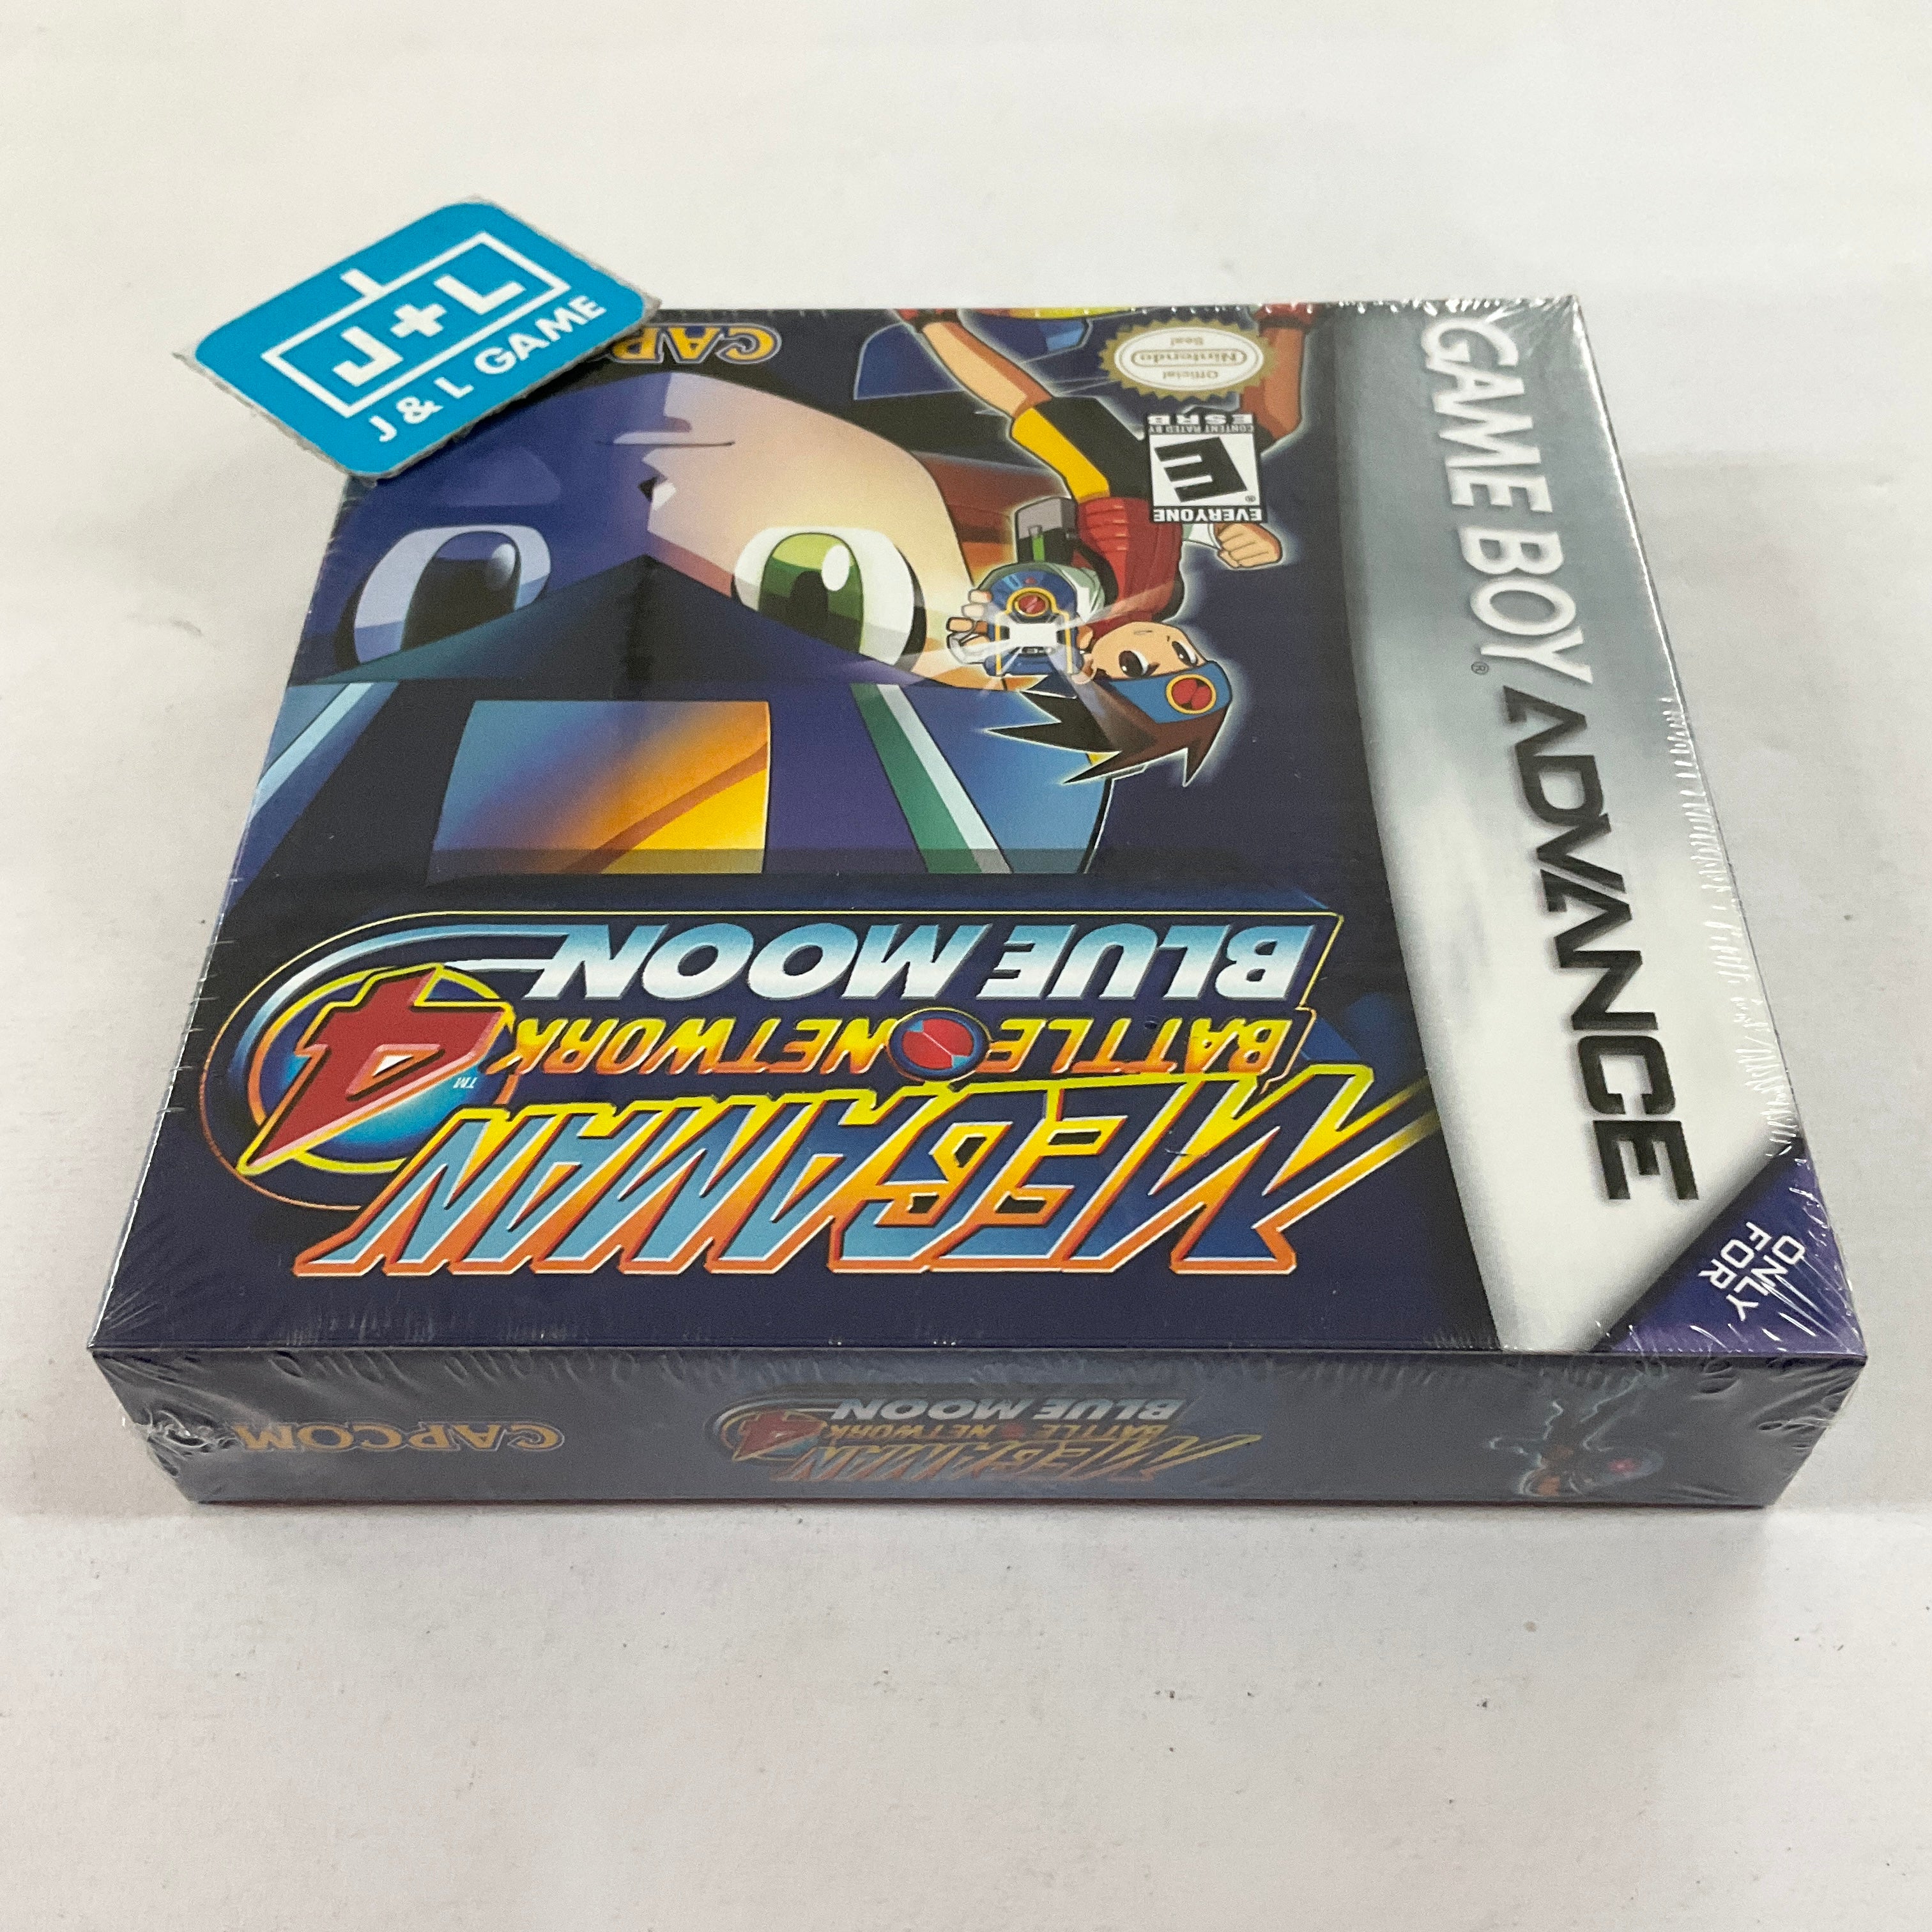 J+L
J & L GAME
ONLY
FOR
GAME BOY ADVANCE
®
MEGAMAN
BATTLE NETWORK
4
TM
BLUE MOON
EVERYONE
E
®
CONTENT RATED BY
ESRB
Official
Nintendo
Seal
CAP
MEGAMAN
BATTLE NETWORK
4
BLUE MOON
CAPCOM